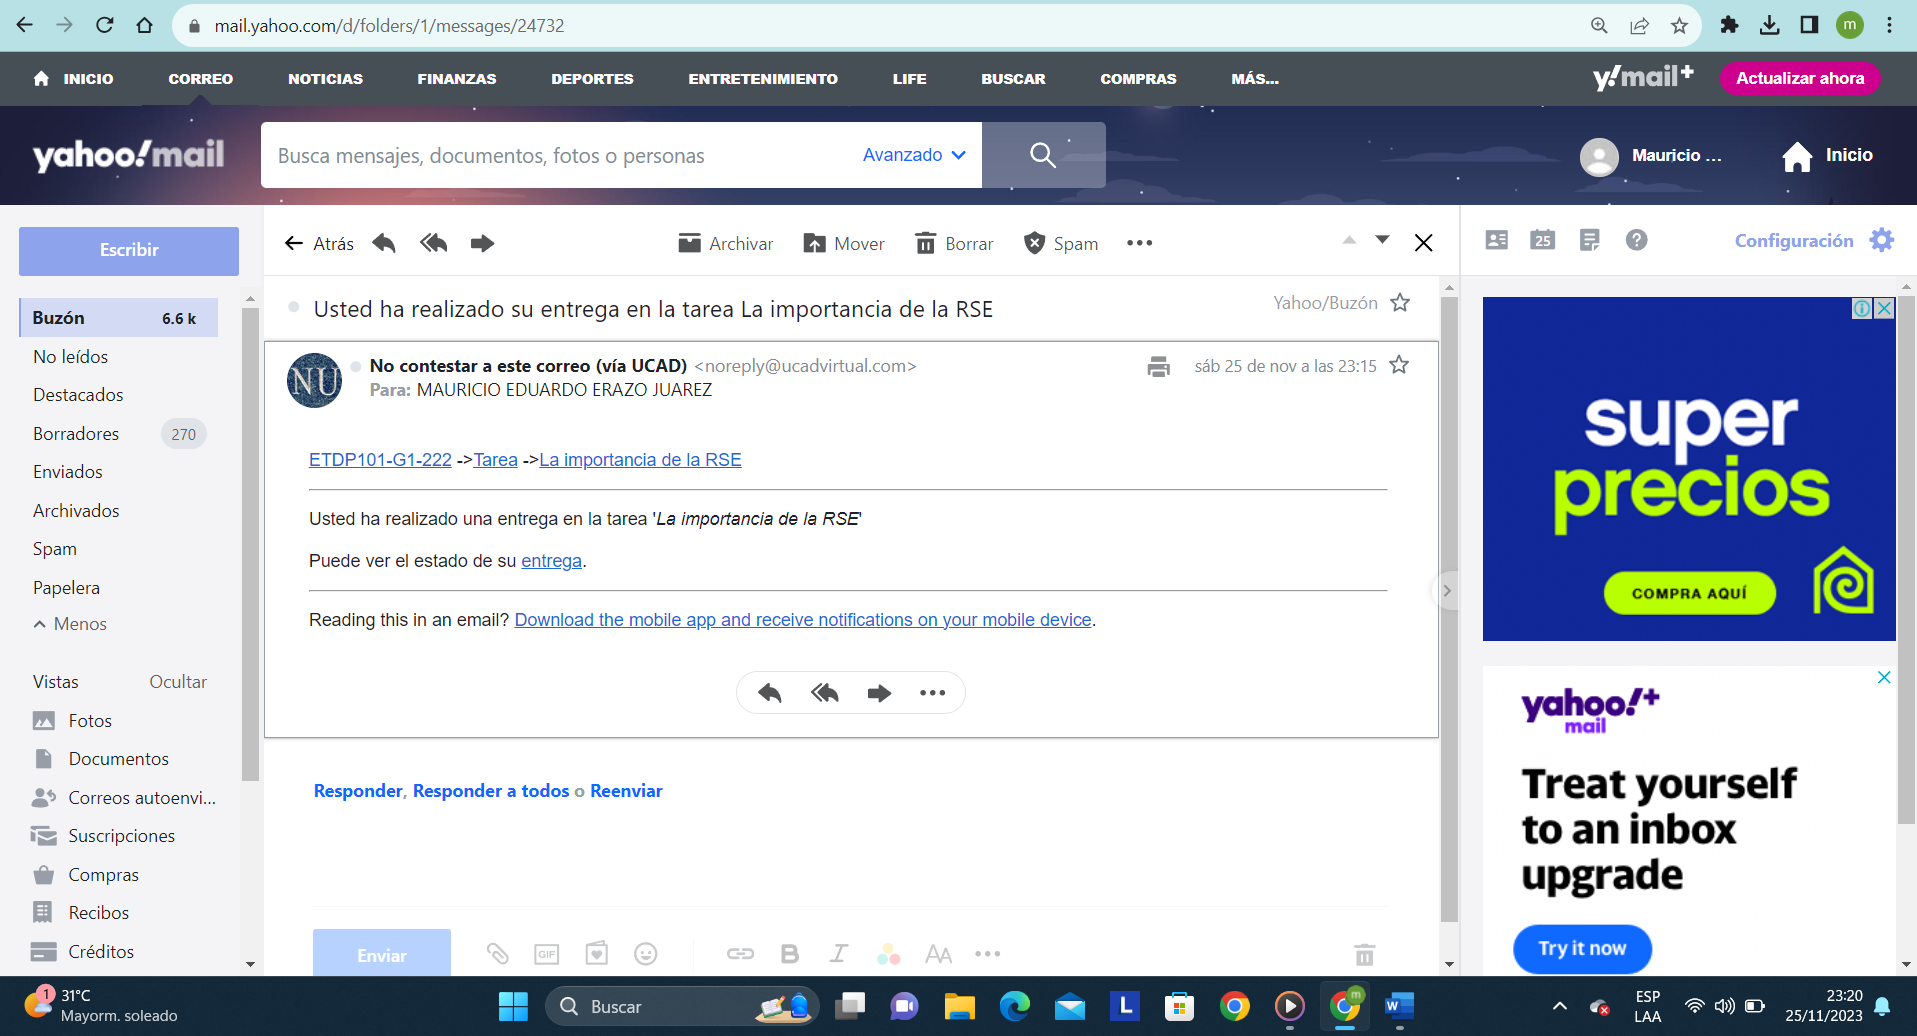 mail.yahoo.com/d/folders/1/messages/24732
m
INICIO CORREO NOTICIAS FINANZAS DEPORTES ENTRETENIMIENTO LIFE BUSCAR COMPRAS MÁS...
y!mail+ Actualizar ahora
yahoo!mail
Busca mensajes, documentos, fotos o personas Avanzado
Mauricio ... Inicio
Escribir
Atrás Archivar Mover Borrar Spam
25 Configuración
Buzón 6.6 k
No leídos
Destacados
Borradores 270
Enviados
Archivados
Spam
Papelera
Menos
Vistas Ocultar
Fotos
Documentos
Correos autoenvi...
Suscripciones
Compras
Recibos
Créditos
Usted ha realizado su entrega en la tarea La importancia de la RSE
Yahoo/Buzón
NU
No contestar a este correo (vía UCAD) <noreply@ucadvirtual.com>
sáb 25 de nov a las 23:15
Para: MAURICIO EDUARDO ERAZO JUAREZ
ETDP101-G1-222 ->Tarea ->La importancia de la RSE
Usted ha realizado una entrega en la tarea 'La importancia de la RSE'
Puede ver el estado de su entrega.
Reading this in an email? Download the mobile app and receive notifications on your mobile device.
Responder, Responder a todos o Reenviar
Enviar GIF B I AA
super
precios
COMPRA AQUÍ
yahoo!+
mail
Treat yourself
to an inbox
upgrade
Try it now
1
31°C
Mayorm. soleado
Buscar
L
m
W
ESP
LAA
23:20
25/11/2023